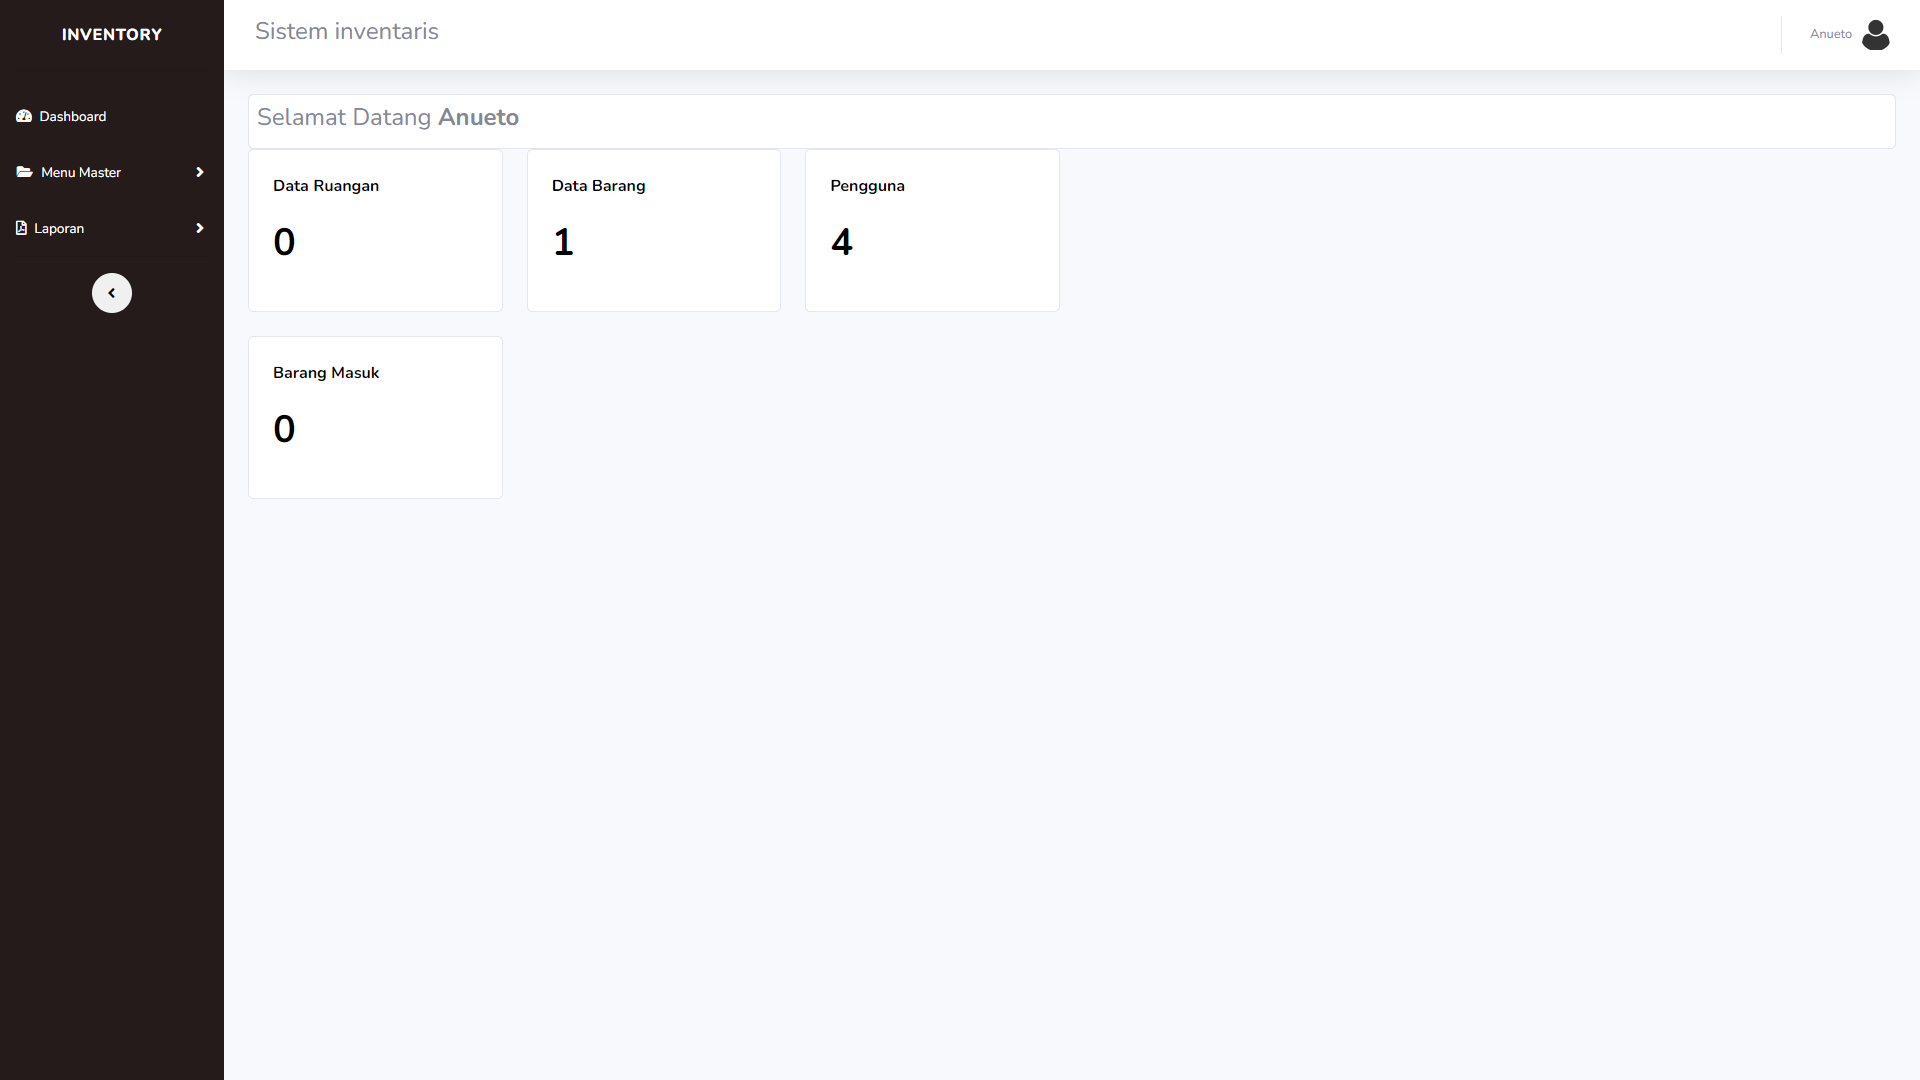 INVENTORY
Dashboard
Menu Master
Laporan
Sistem inventaris
Anueto
Selamat Datang Anueto
Data Ruangan
0
Data Barang
1
Pengguna
4
Barang Masuk
0